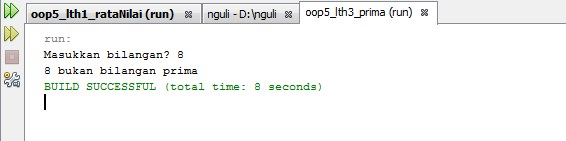 oop5_lth1_rataNilai (run) nguli - D:\nguli oop5_lth3_prima (run)
run:
Masukkan bilangan? 8
8 bukan bilangan prima
BUILD SUCCESSFUL (total time: 8 seconds)